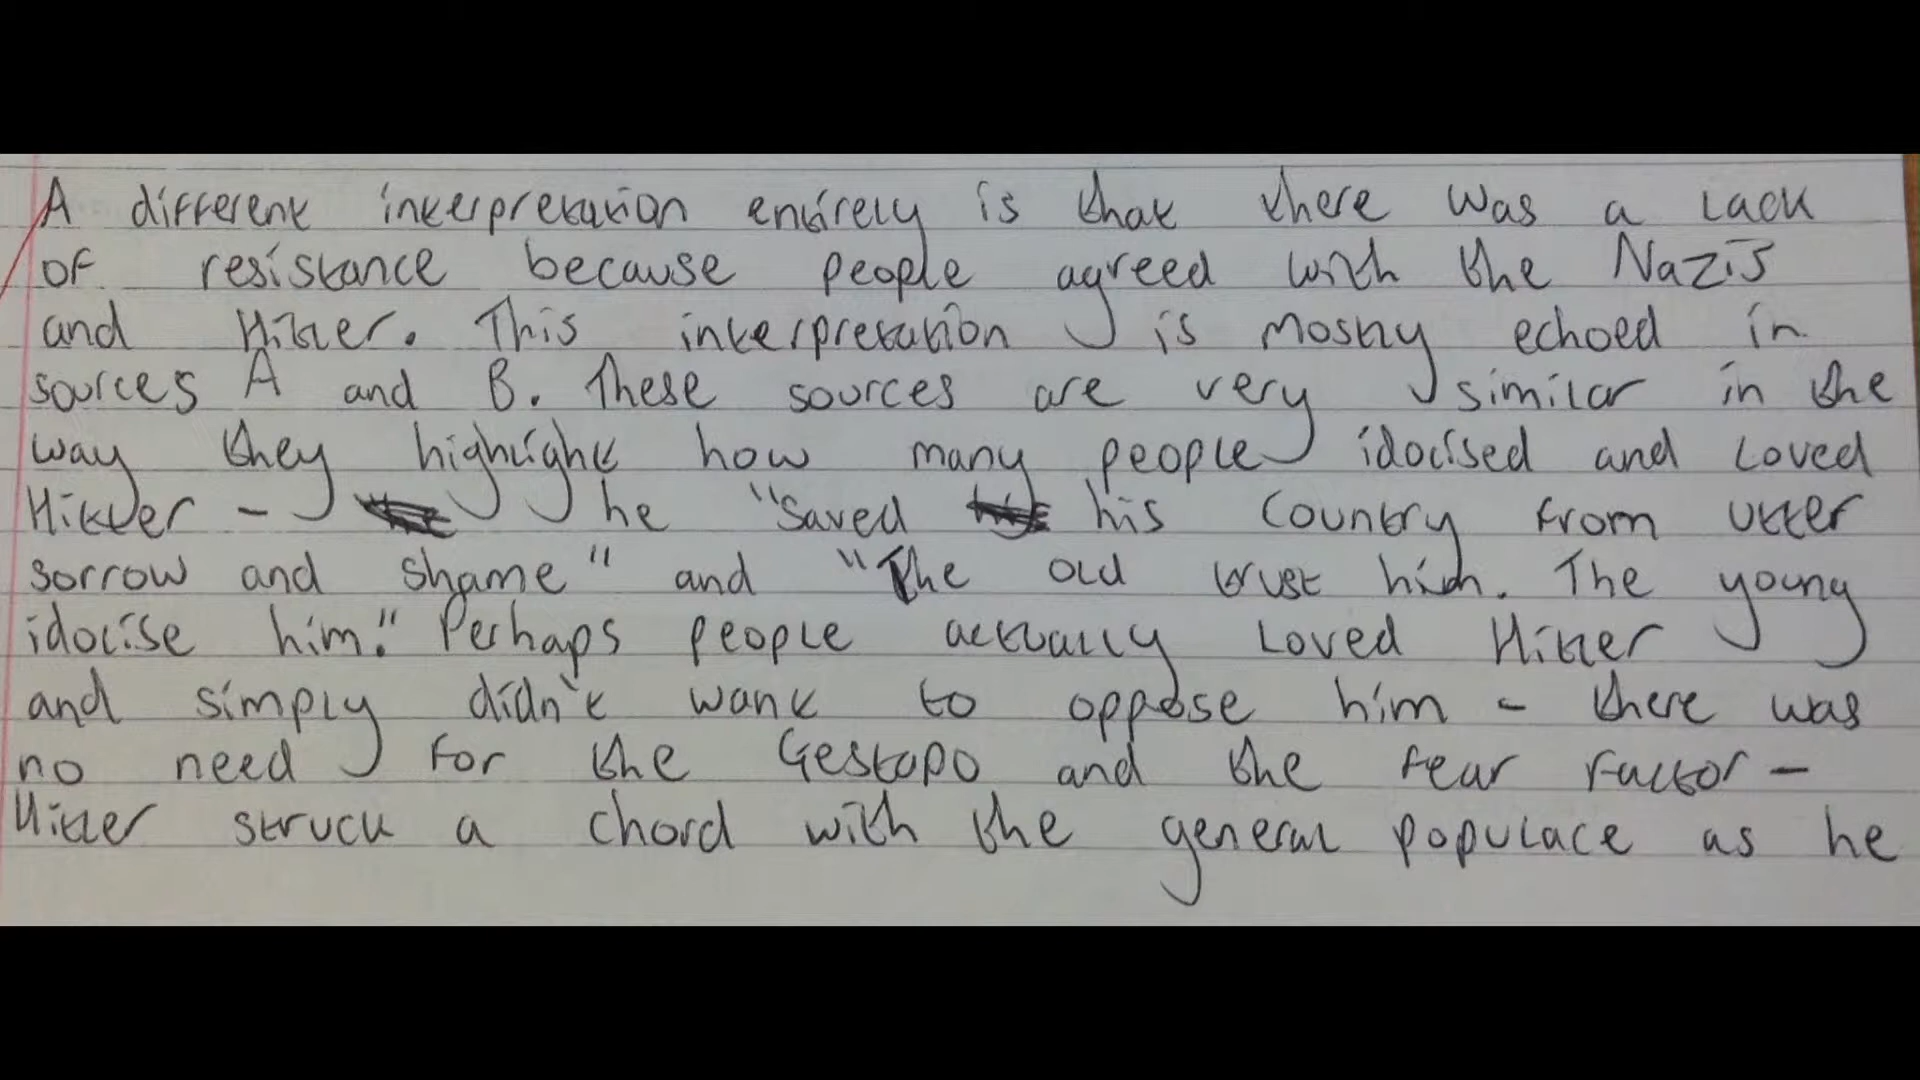 A different interpretation entirely is that there was a lack
of resistance because people agreed with the Nazis
and Hitler. This interpretation is mostly echoed in
sources A and B. These sources are very similar in the
way they highlight how many people idolised and loved
Hitler - he "saved his country from utter
sorrow and shame" and "The old trust him. The young
idolise him." Perhaps people actually loved Hitler
and simply didn't want to oppose him - there was
no need for the Gestapo and the fear factor -
Hitler struck a chord with the general populace as he